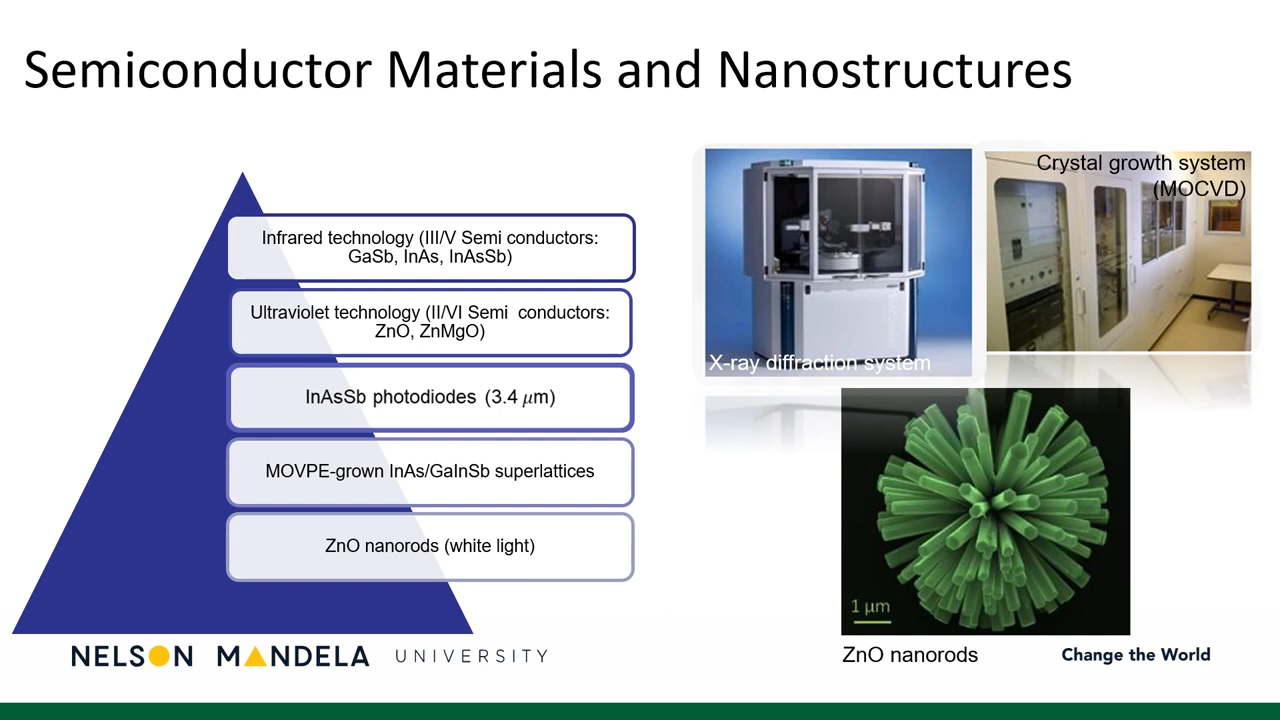 Semiconductor Materials and Nanostructures
Infrared technology (III/V Semi conductors:
GaSb, InAs, InAsSb)
Ultraviolet technology (II/VI Semi  conductors:
ZnO, ZnMgO)
InAsSb photodiodes (3.4 μm)
MOVPE-grown InAs/GaInSb superlattices
ZnO nanorods (white light)
X-ray diffraction system
Crystal growth system
(MOCVD)
1 μm
ZnO nanorods
NELSON MANDELA UNIVERSITY
Change the World